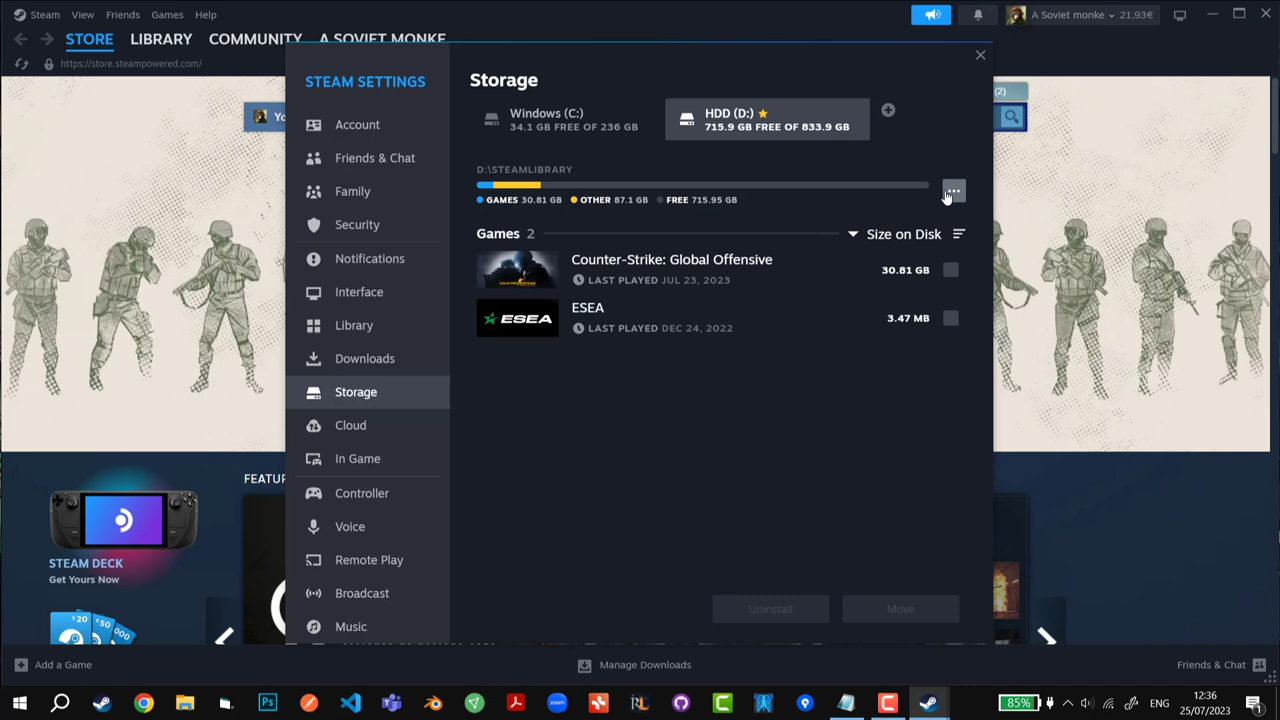 Steam View Friends Games Help
A Soviet monke 21,93€
STORE LIBRARY COMMUNITY A SOVIET MONKE
https://store.steampowered.com/
Yo
(2)
STEAM SETTINGS
Account
Friends & Chat
Family
Security
Notifications
Interface
Library
Downloads
Storage
Cloud
In Game
Controller
Voice
Remote Play
Broadcast
Music
Storage
Windows (C:)
34.1 GB FREE OF 236 GB
HDD (D:)
715.9 GB FREE OF 833.9 GB
D:\STEAMLIBRARY
GAMES 30.81 GB OTHER 87.1 GB FREE 715.95 GB
Games 2 Size on Disk
Counter-Strike: Global Offensive
LAST PLAYED JUL 23, 2023
30.81 GB
ESEA
ESEA
LAST PLAYED DEC 24, 2022
3.47 MB
Uninstall Move
FEATUR
STEAM DECK
Get Yours Now
$20 $50
Add a Game Manage Downloads Friends & Chat
85% ENG
12:36
25/07/2023